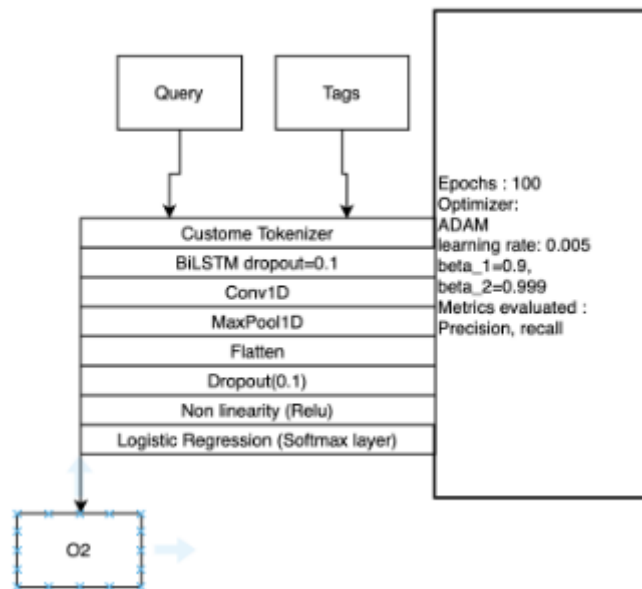 Query
Tags
Custome Tokenizer
BiLSTM dropout=0.1
Conv1D
MaxPool1D
Flatten
Dropout(0.1)
Non linearity (Relu)
Logistic Regression (Softmax layer)
Epochs : 100
Optimizer:
ADAM
learning rate: 0.005
beta_1=0.9,
beta_2=0.999
Metrics evaluated :
Precision, recall
O2